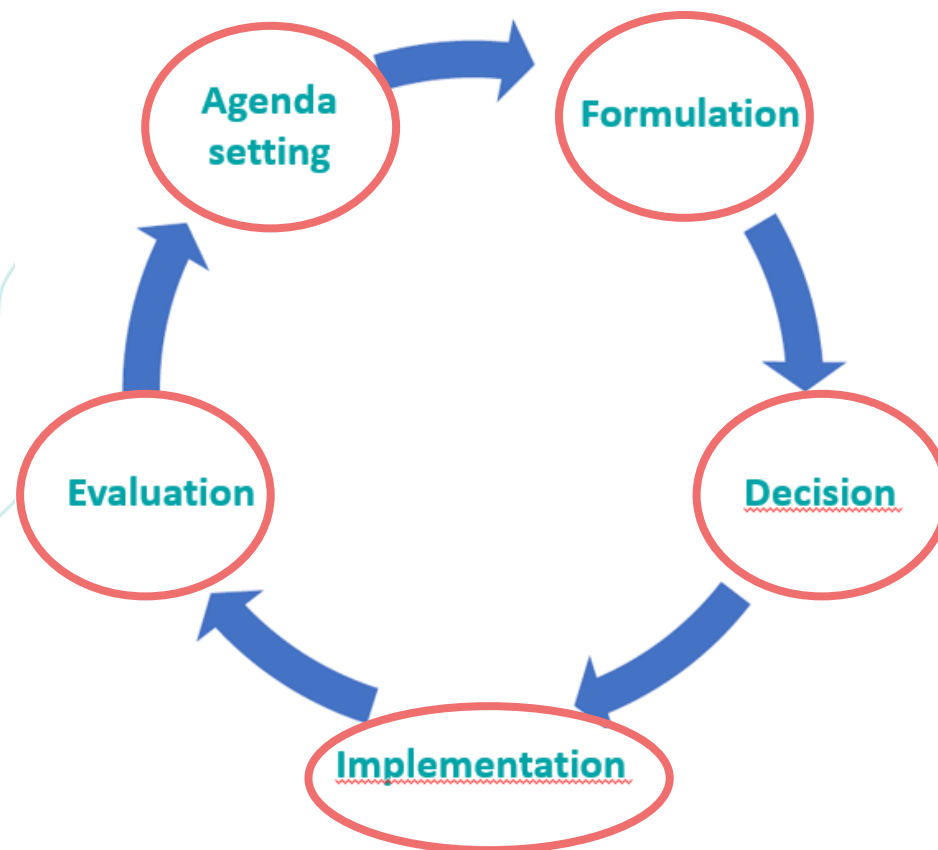 Agenda
setting
Formulation
Decision
Implementation
Evaluation